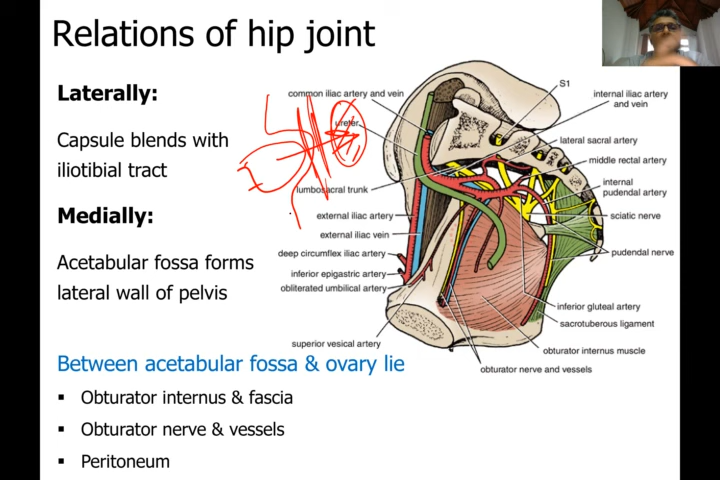 Relations of hip joint
Laterally:
Capsule blends with
iliotibial tract
Medially:
Acetabular fossa forms
lateral wall of pelvis
Between acetabular fossa & ovary lie
▪ Obturator internus & fascia
▪ Obturator nerve & vessels
▪ Peritoneum
common iliac artery and vein
ureter
lumbosacral trunk
external iliac artery
external iliac vein
deep circumflex iliac artery
inferior epigastric artery
obliterated umbilical artery
superior vesical artery
S1
internal iliac artery
and vein
lateral sacral artery
middle rectal artery
internal
pudendal artery
sciatic nerve
pudendal nerve
inferior gluteal artery
sacrotuberous ligament
obturator internus muscle
obturator nerve and vessels